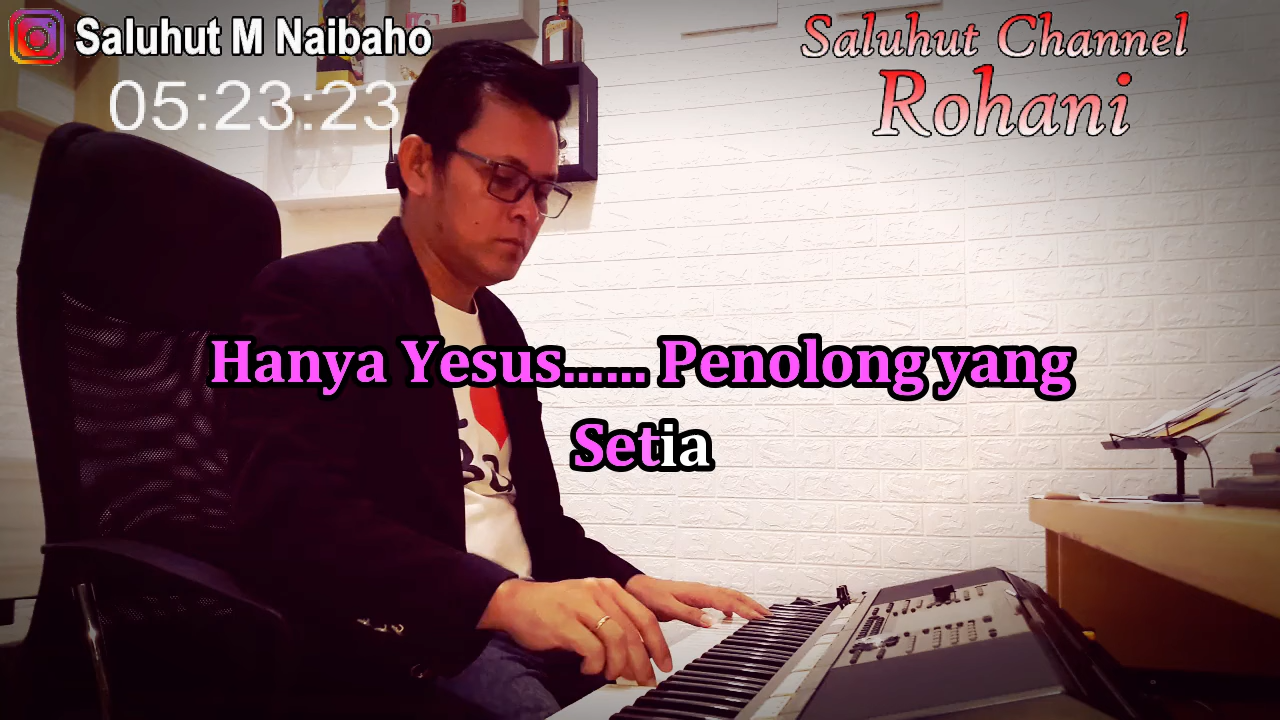 Saluhut M Naibaho
05:23:23
Saluhut Channel
Rohani
Hanya Yesus...... Penolong yang
Setia